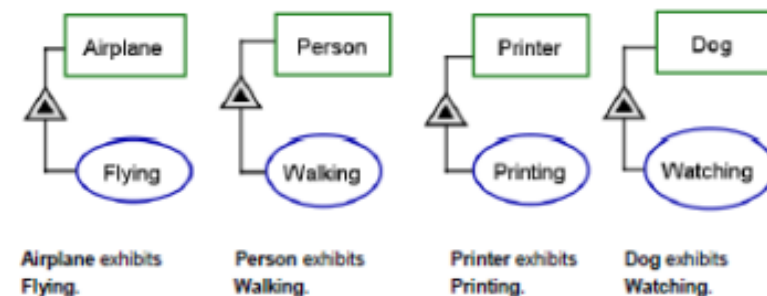 Airplane
Person
Printer
Dog
Flying
Walking
Printing
Watching
Airplane exhibits
Flying.
Person exhibits
Walking.
Printer exhibits
Printing.
Dog exhibits
Watching.